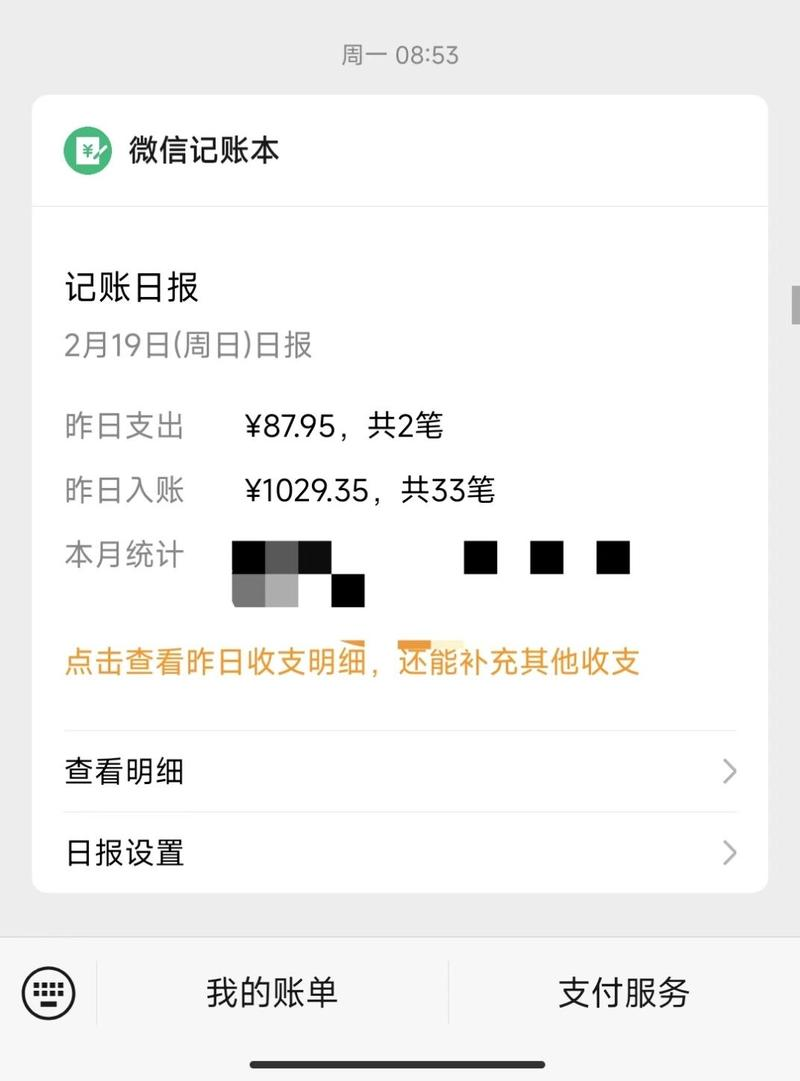 周一 08:53
微信记账本
记账日报
2月19日(周日)日报
昨日支出 ¥87.95，共2笔
昨日入账 ¥1029.35，共33笔
本月统计
点击查看昨日收支明细，还能补充其他收支
查看明细
日报设置
我的账单 支付服务